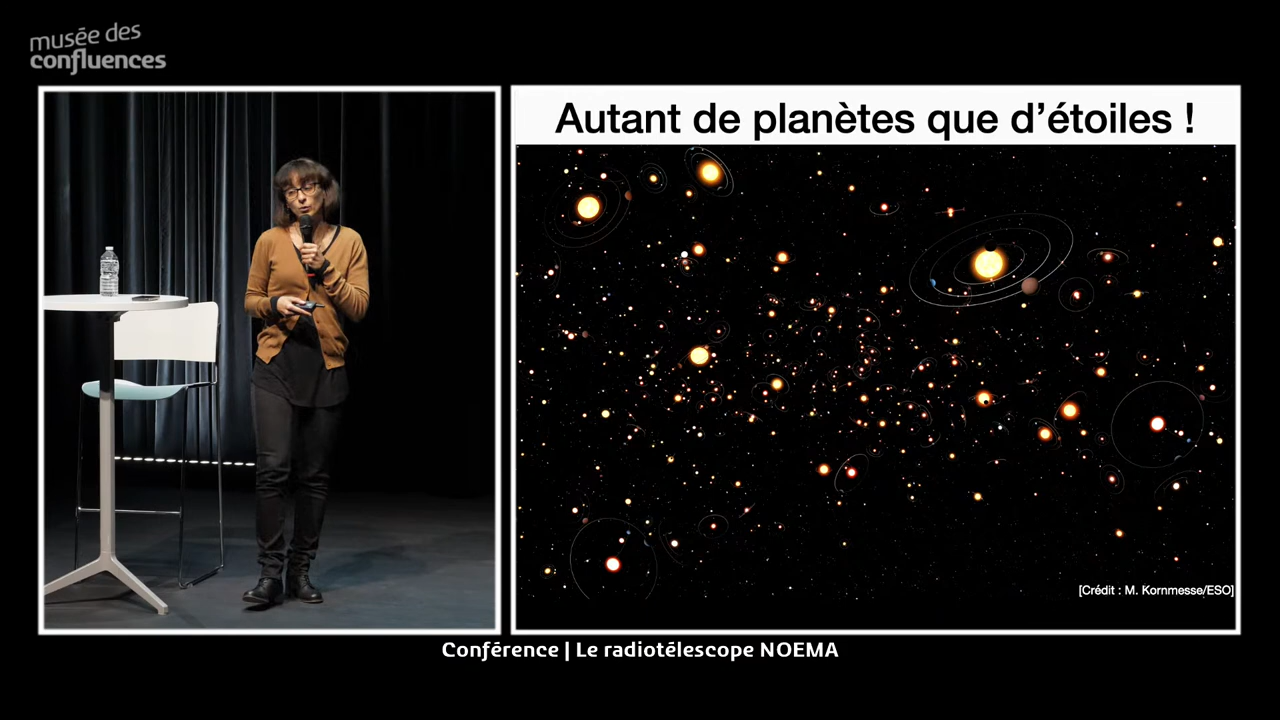 musée des
confluences
Autant de planètes que d'étoiles !
[Crédit : M. Kornmesse/ESO]
Conférence | Le radiotélescope NOEMA